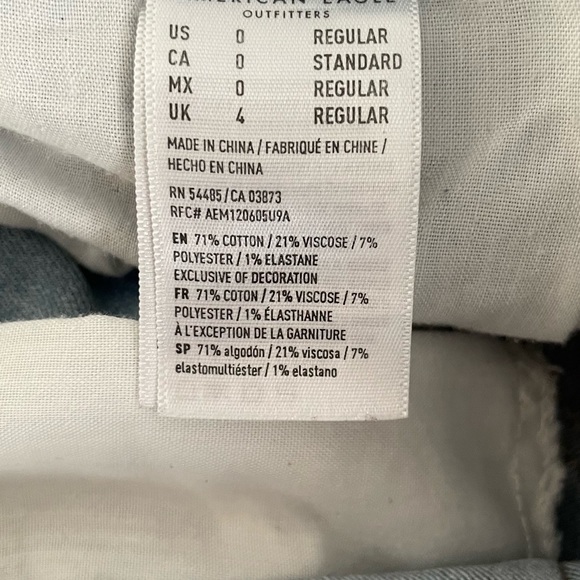 AMERICAN EAGLE
OUTFITTERS
US 0 REGULAR
CA 0 STANDARD
MX 0 REGULAR
UK 4 REGULAR
MADE IN CHINA / FABRIQUÉ EN CHINE /
HECHO EN CHINA
RN 54485 / CA 03873
RFC# AEM120605U9A
EN 71% COTTON / 21% VISCOSE / 7%
POLYESTER / 1% ELASTANE
EXCLUSIVE OF DECORATION
FR 71% COTON / 21% VISCOSE / 7%
POLYESTER / 1% ÉLASTHANNE
À L'EXCEPTION DE LA GARNITURE
SP 71% algodón / 21% viscosa / 7%
elastomultiéster / 1% elastano